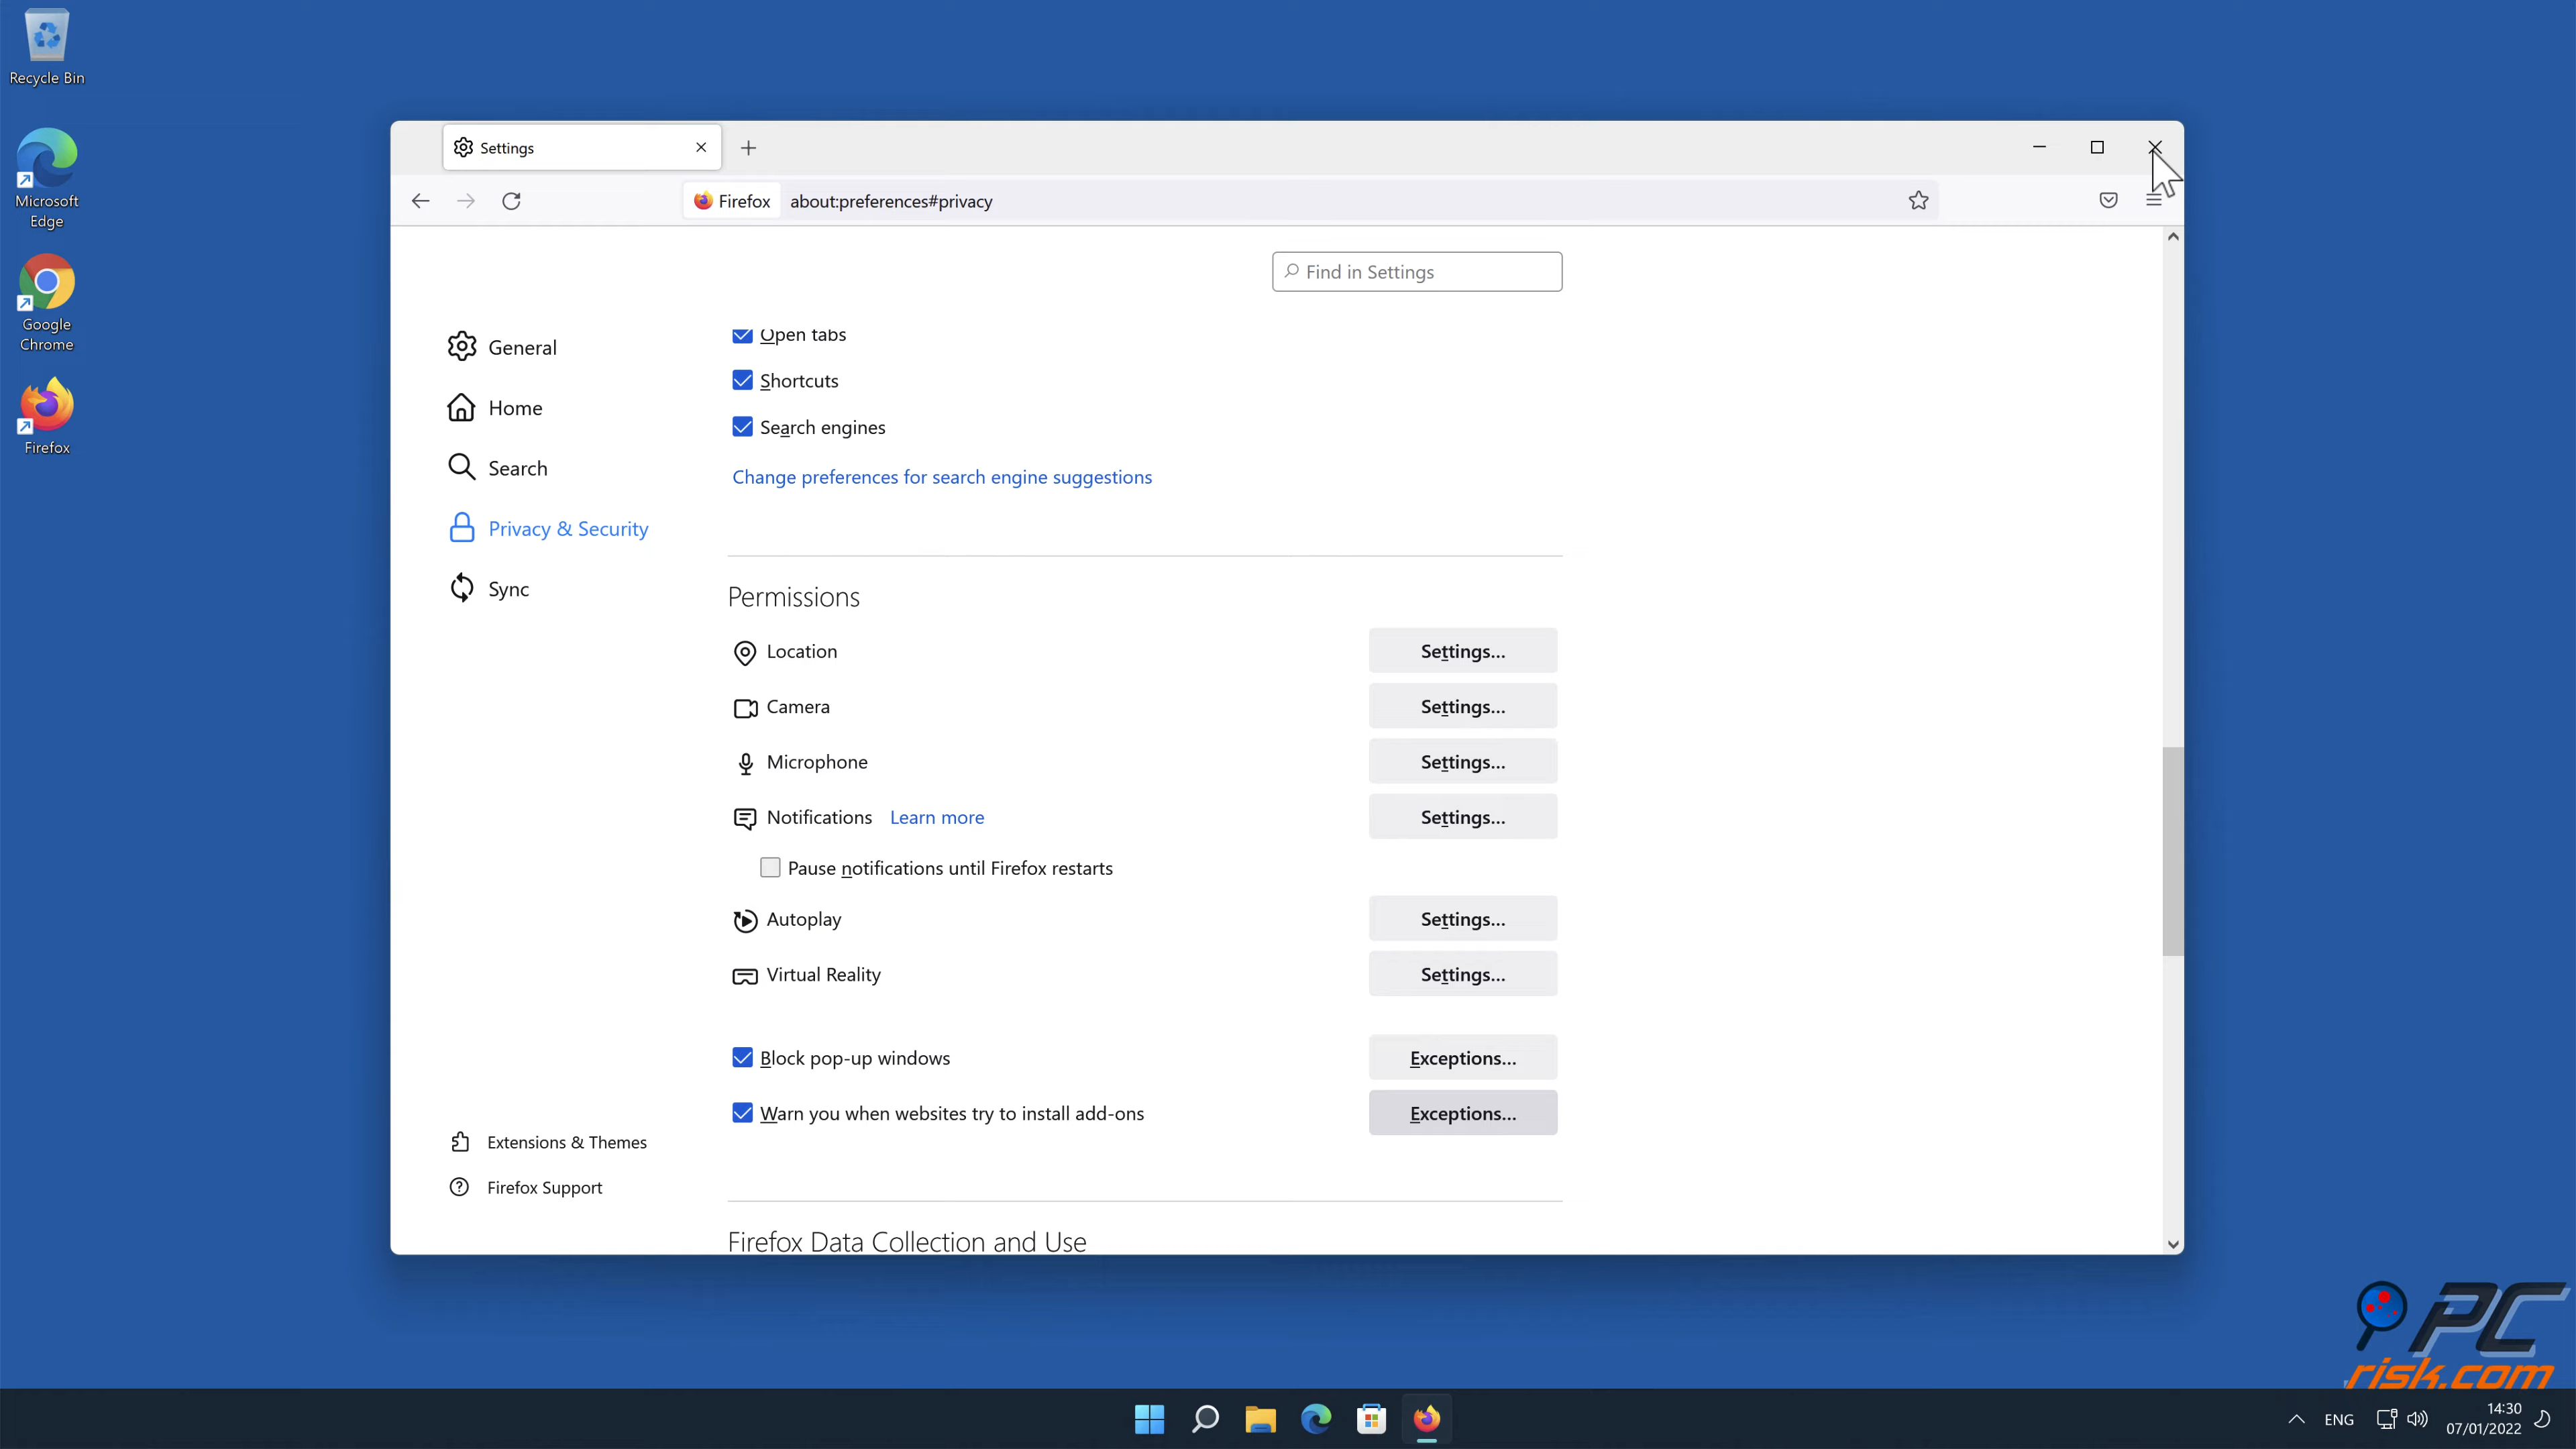 Recycle Bin
Microsoft
Edge
Google
Chrome
Firefox
Settings
Firefox about:preferences#privacy
Find in Settings
General
Home
Search
Privacy & Security
Sync
Extensions & Themes
Firefox Support
Open tabs
Shortcuts
Search engines
Change preferences for search engine suggestions
Permissions
Location Settings...
Camera Settings...
Microphone Settings...
Notifications Learn more Settings...
Pause notifications until Firefox restarts
Autoplay Settings...
Virtual Reality Settings...
Block pop-up windows Exceptions...
Warn you when websites try to install add-ons Exceptions...
Firefox Data Collection and Use
PC
risk.com
ENG
14:30
07/01/2022